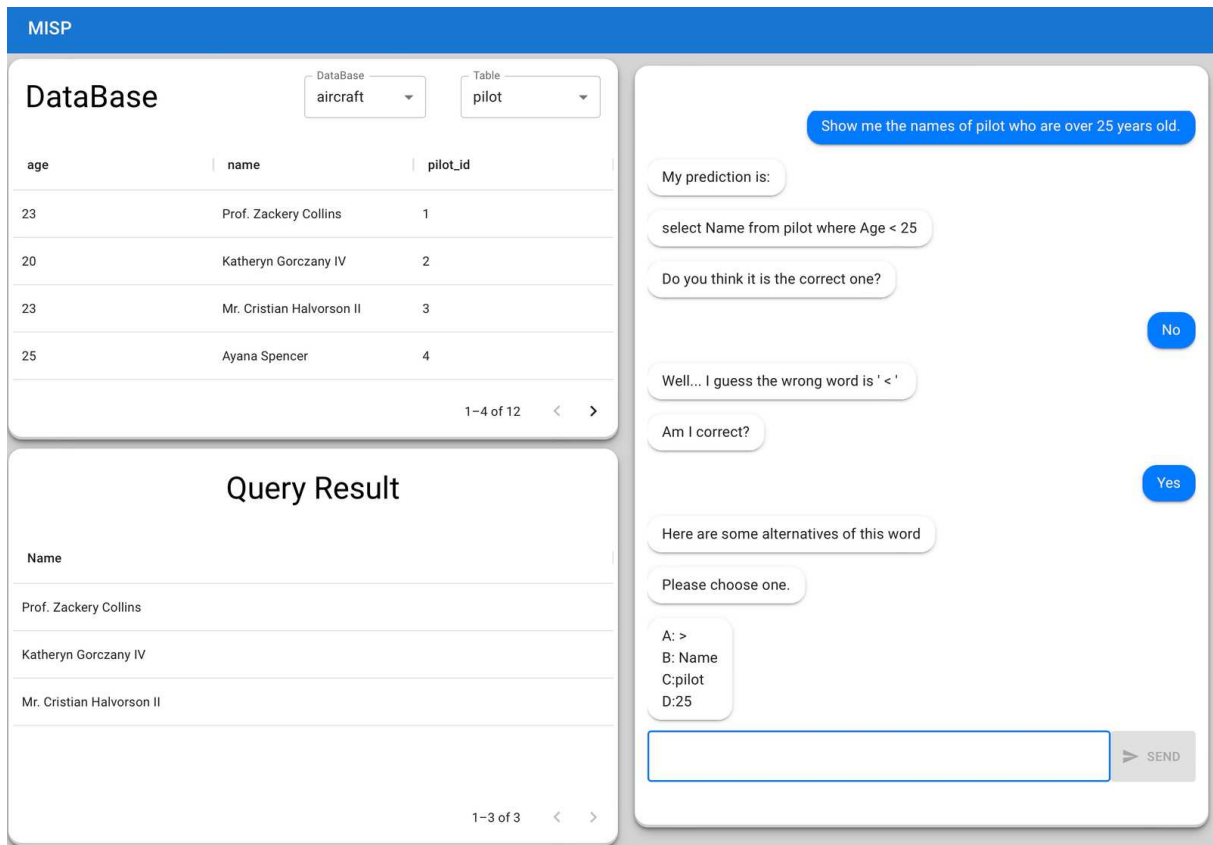 MISP
DataBase
DataBase
aircraft
Table
pilot
age name pilot_id
23 Prof. Zackery Collins 1
20 Katheryn Gorczany IV 2
23 Mr. Cristian Halvorson II 3
25 Ayana Spencer 4
1–4 of 12
Query Result
Name
Prof. Zackery Collins
Katheryn Gorczany IV
Mr. Cristian Halvorson II
1–3 of 3
Show me the names of pilot who are over 25 years old.
My prediction is:
select Name from pilot where Age < 25
Do you think it is the correct one?
No
Well... I guess the wrong word is ' < '
Am I correct?
Yes
Here are some alternatives of this word
Please choose one.
A: >
B: Name
C:pilot
D:25
SEND